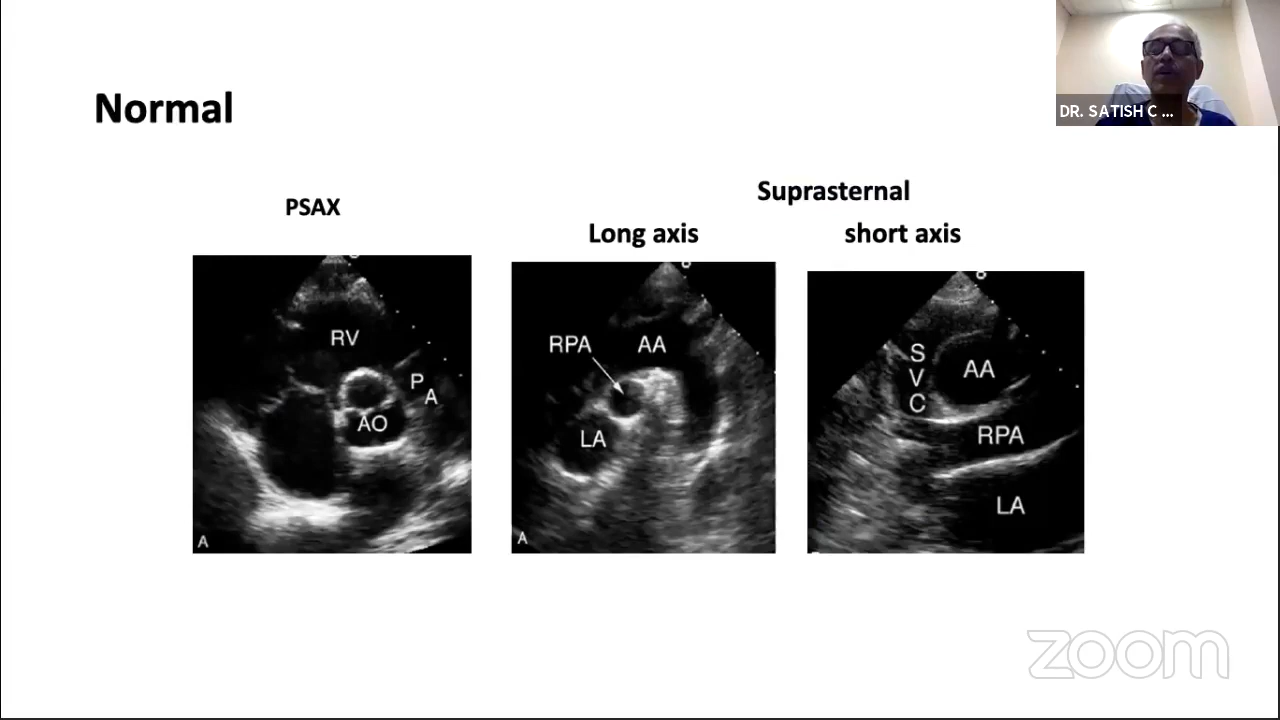 DR. SATISH C ...
Normal
PSAX
Suprasternal
Long axis
short axis
RV
P
A
AO
A
RPA
AA
LA
A
S
V
C
AA
RPA
LA
zoom